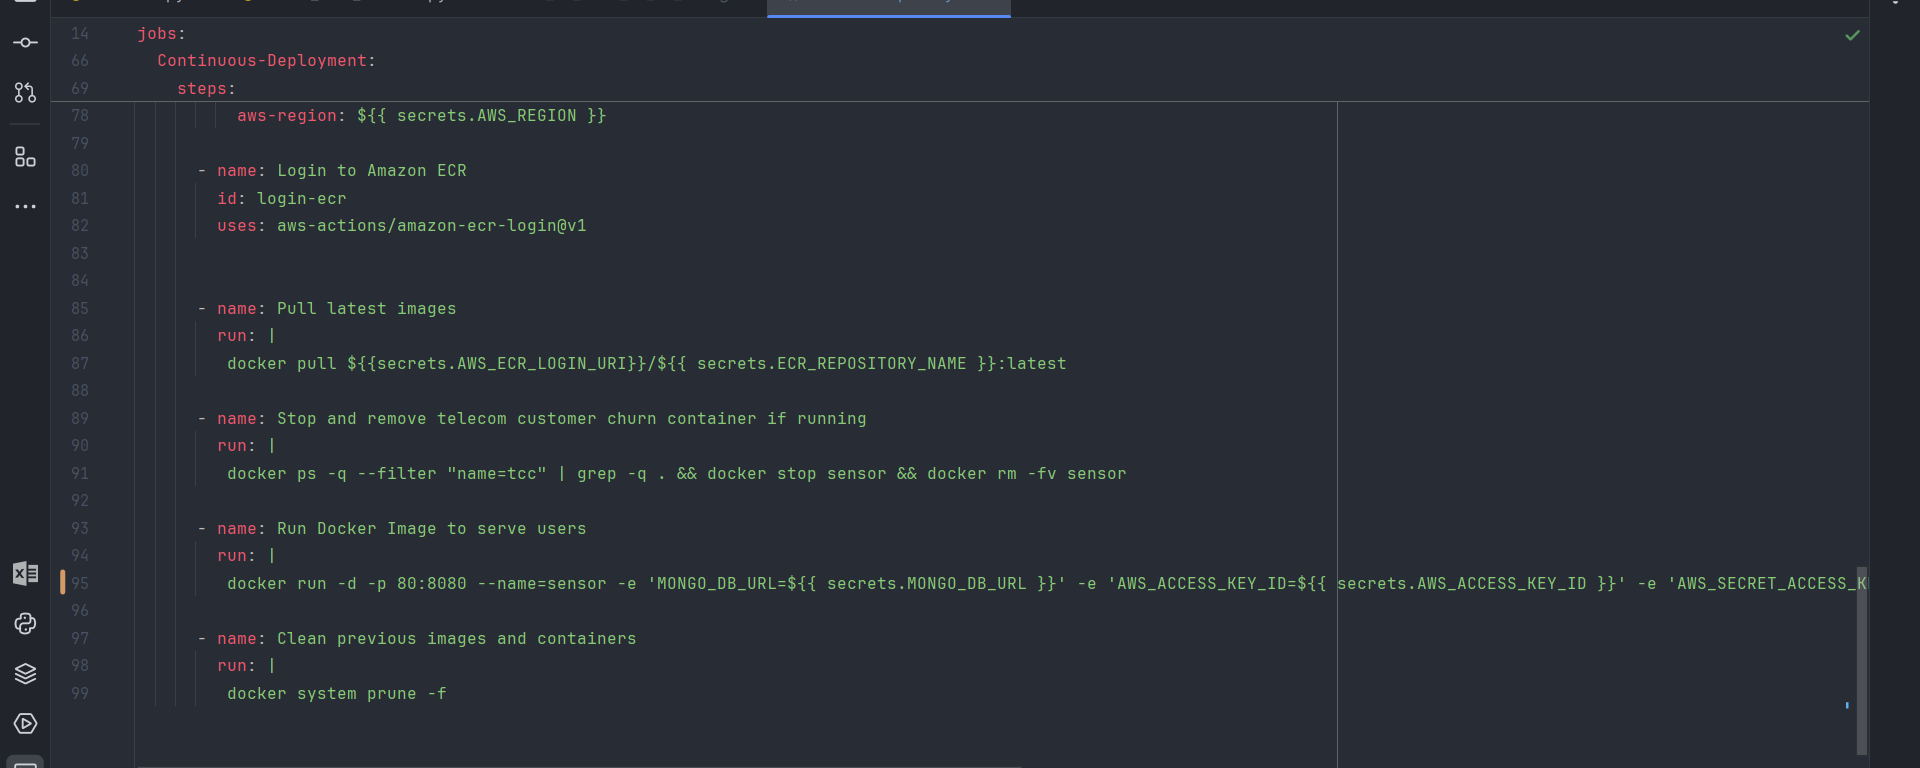 14 jobs:
66 Continuous-Deployment:
69 steps:
78 aws-region: ${{ secrets.AWS_REGION }}
79
80 - name: Login to Amazon ECR
81 id: login-ecr
82 uses: aws-actions/amazon-ecr-login@v1
83
84
85 - name: Pull latest images
86 run: |
87 docker pull ${{secrets.AWS_ECR_LOGIN_URI}}/${{ secrets.ECR_REPOSITORY_NAME }}:latest
88
89 - name: Stop and remove telecom customer churn container if running
90 run: |
91 docker ps -q --filter "name=tcc" | grep -q . && docker stop sensor && docker rm -fv sensor
92
93 - name: Run Docker Image to serve users
94 run: |
95 docker run -d -p 80:8080 --name=sensor -e 'MONGO_DB_URL=${{ secrets.MONGO_DB_URL }}' -e 'AWS_ACCESS_KEY_ID=${{ secrets.AWS_ACCESS_KEY_ID }}' -e 'AWS_SECRET_ACCESS_K
96
97 - name: Clean previous images and containers
98 run: |
99 docker system prune -f